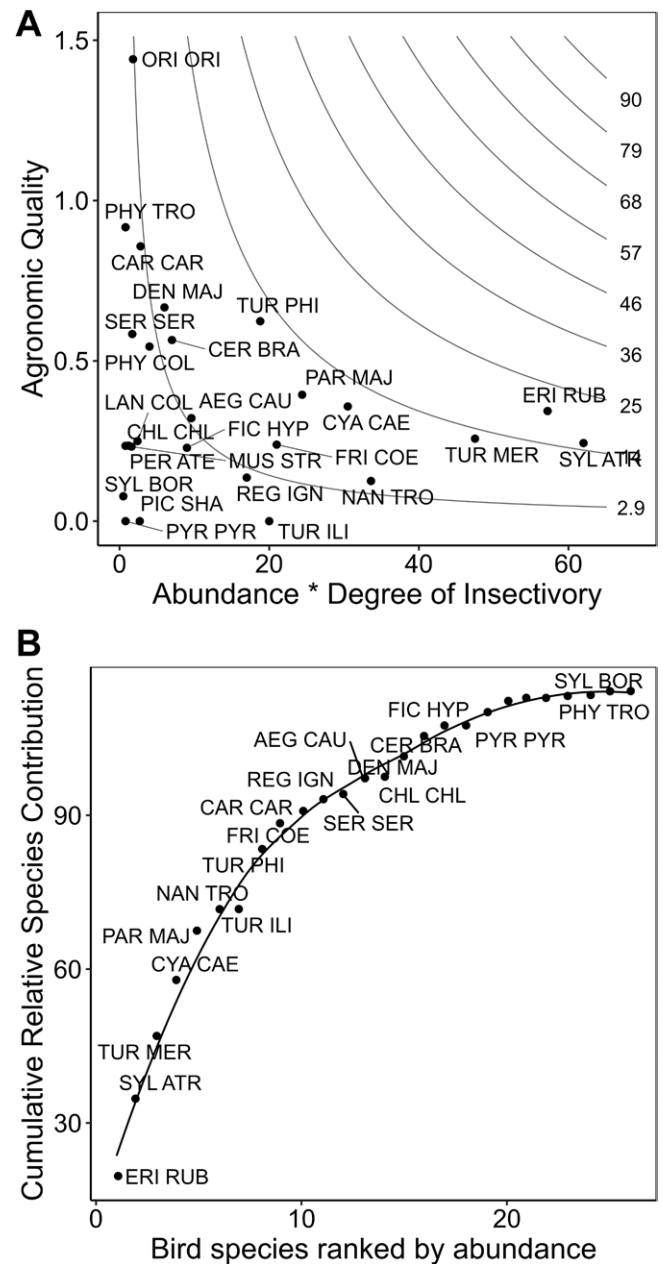 A
1.5
ORI ORI
90
79
1.0
PHY TRO
68
CAR CAR
57
DEN MAJ
TUR PHI
46
SER SER
0.5
CER BRA
PHY COL
36
PAR MAJ
ERI RUB
LAN COL
AEG CAU
25
CYA CAE
CHL CHL
FIC HYP
PER ATE
MUS STR
FRI COE
TUR MER
SYL ATR
14
SYL BOR
REG IGN
NAN TRO
PIC SHA
2.9
0.0
PYR PYR
TUR ILI
0 20 40 60
Agronomic Quality
Abundance * Degree of Insectivory
B
SYL BOR
FIC HYP
PHY TRO
AEG CAU
CER BRA
PYR PYR
REG IGN
DEN MAJ
CHL CHL
90
CAR CAR
SER SER
FRI COE
TUR PHI
NAN TRO
TUR ILI
PAR MAJ
60
CYA CAE
TUR MER
SYL ATR
30
ERI RUB
0 10 20
Cumulative Relative Species Contribution
Bird species ranked by abundance